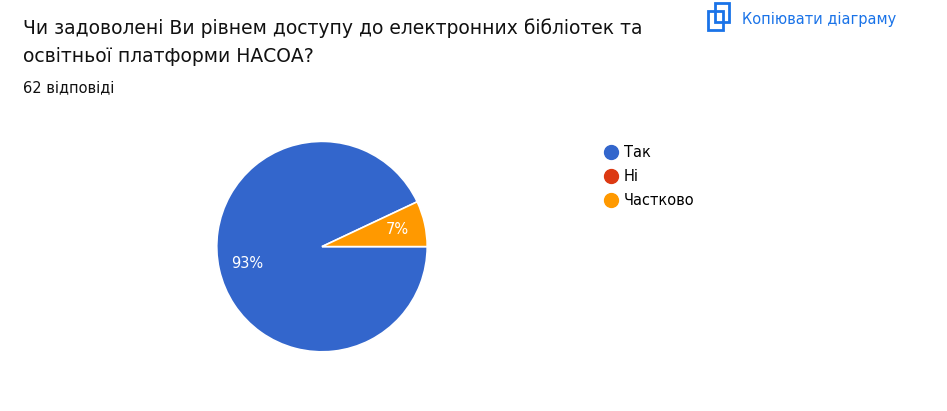 Чи задоволені Ви рівнем доступу до електронних бібліотек та
освітньої платформи НАСОА?
Копіювати діаграму
62 відповіді
Так
Ні
Частково
7%
93%